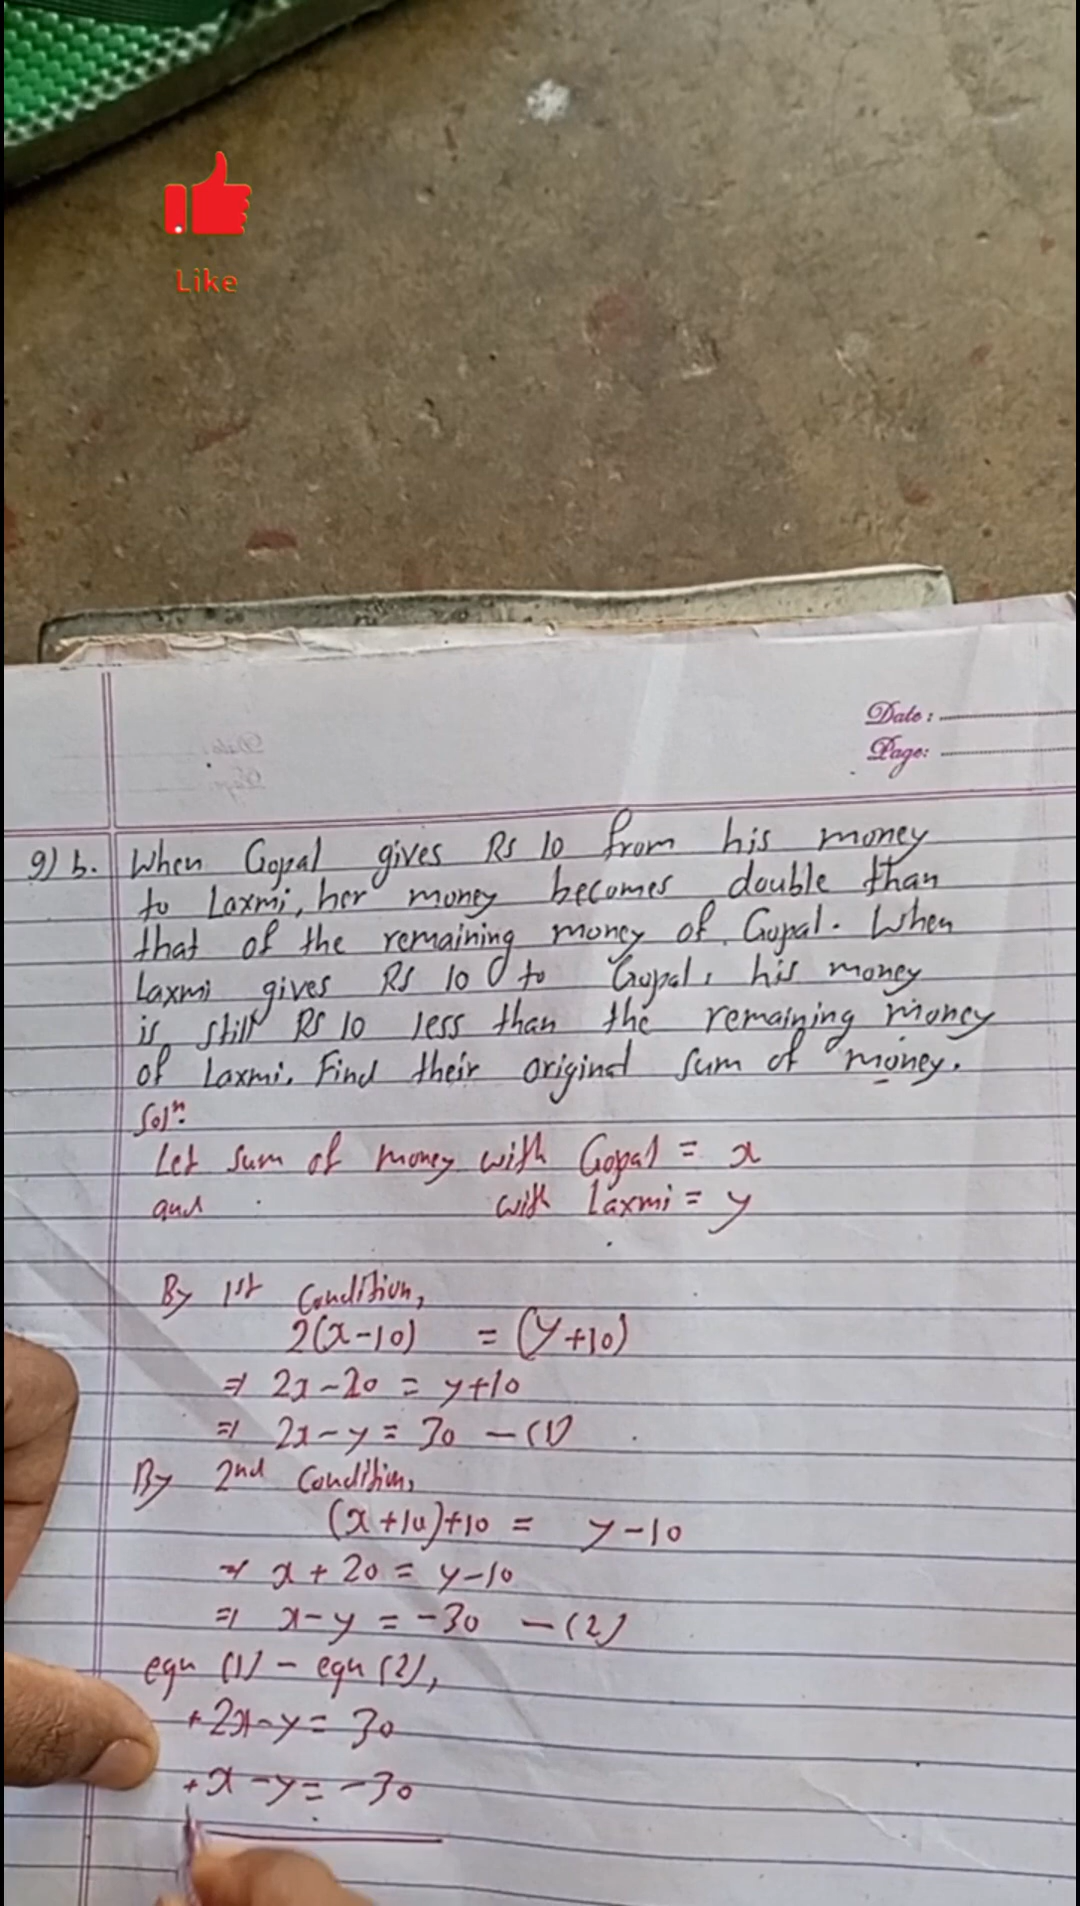 Like
Date :
Page:
9) b. When Gopal gives Rs 10 from his money
to Laxmi, her money becomes double than
that of the remaining money of Gopal. When
Laxmi gives Rs 10 to Gopal, his money
is still Rs 10 less than the remaining money
of Laxmi. Find their original sum of money.
Solⁿ:
Let sum of money with Gopal = x
and with Laxmi = y
By 1st Condition,
2(x-10) = (y+10)
⇒ 2x-20 = y+10
⇒ 2x-y = 30 -(1)
By 2nd Condition,
(x+10)+10 = y-10
⇒ x+20 = y-10
⇒ x-y = -30 -(2)
eqn (1) - eqn (2),
+2x-y = 30
+x-y = -30